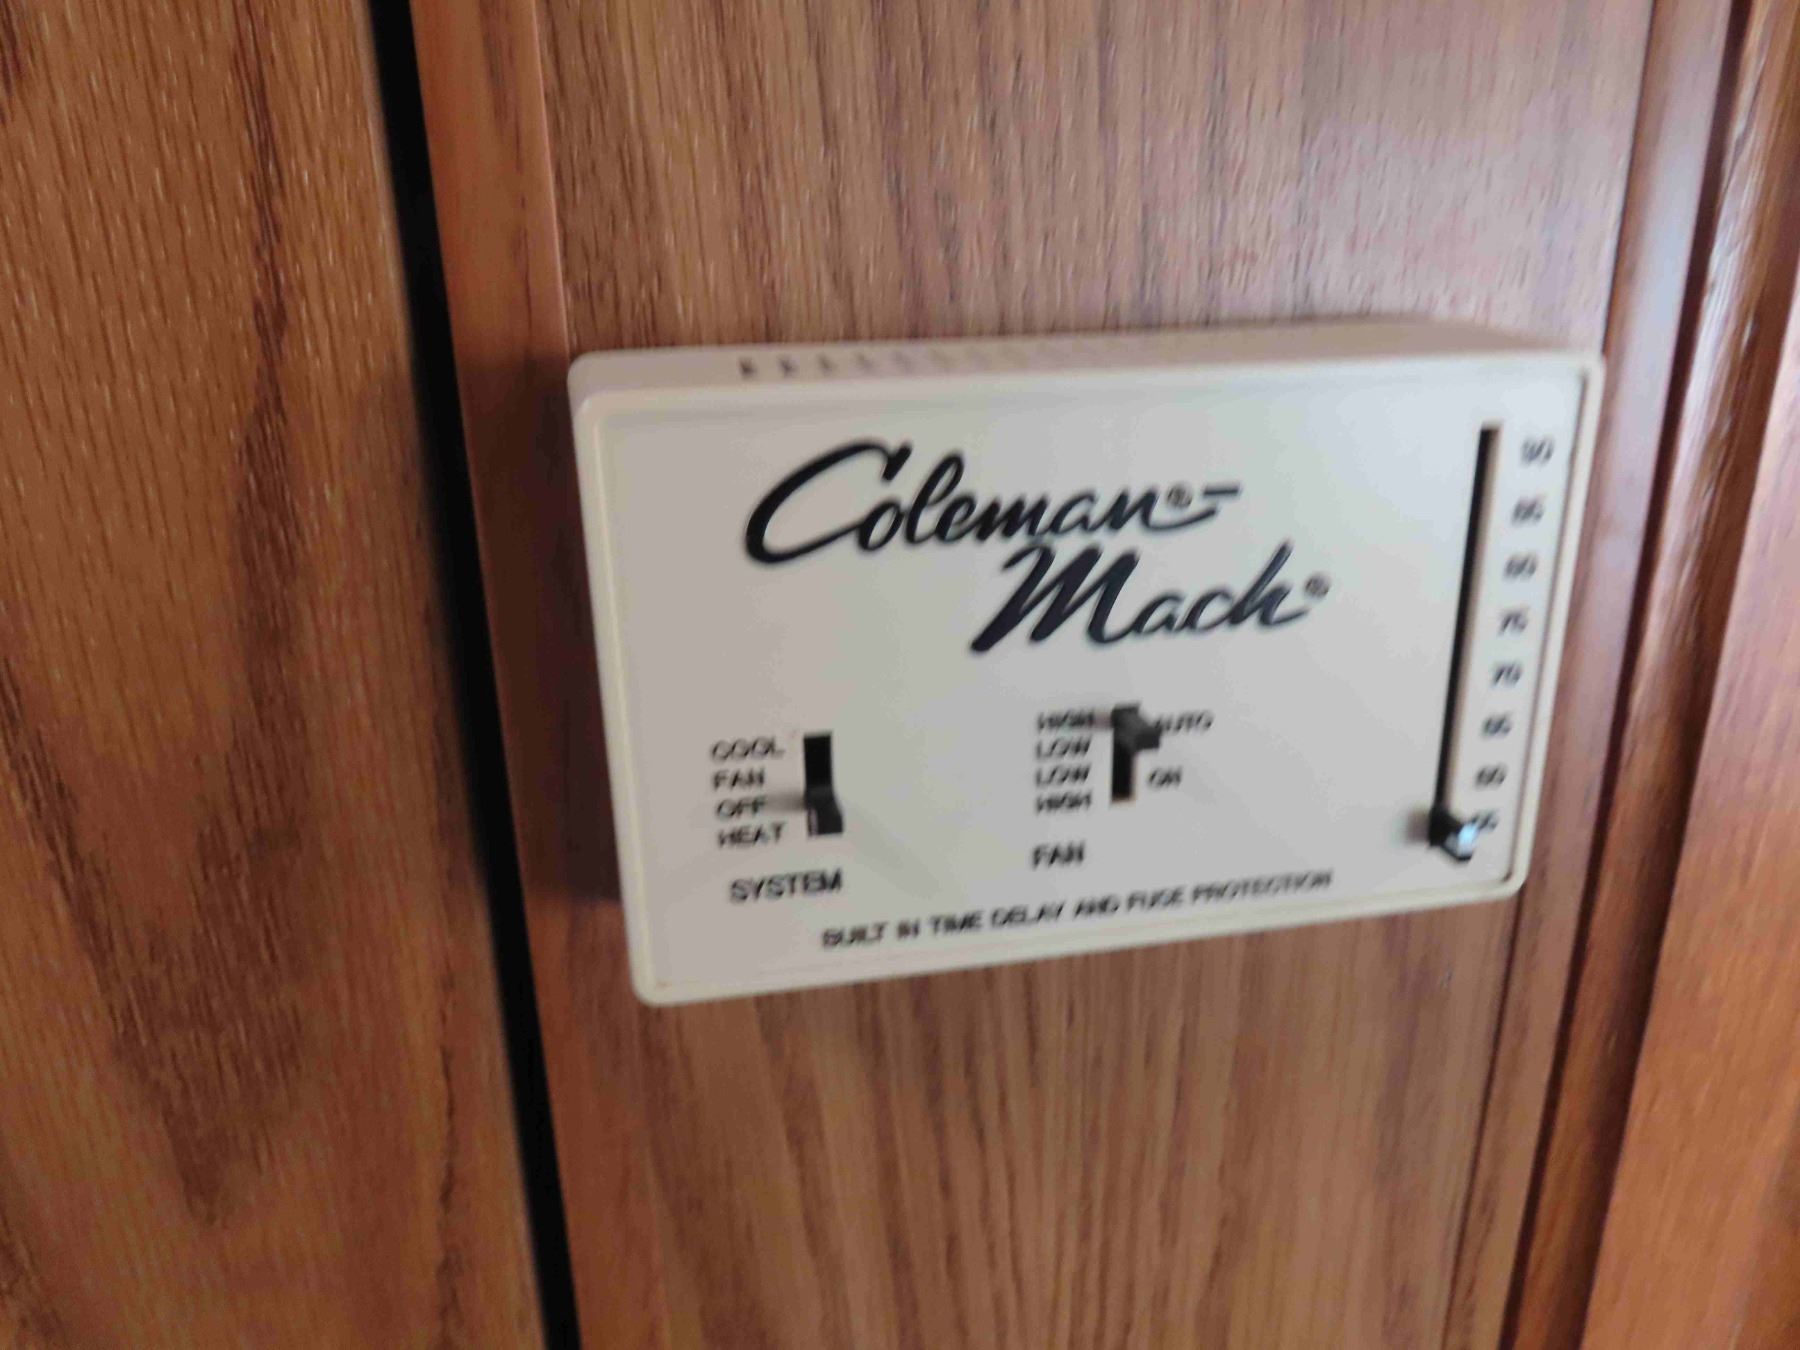 Coleman®-
Mach®
COOL
FAN
OFF
HEAT
SYSTEM
HIGH AUTO
LOW
LOW ON
HIGH
FAN
90
85
80
75
70
65
60
BUILT IN TIME DELAY AND FUSE PROTECTION